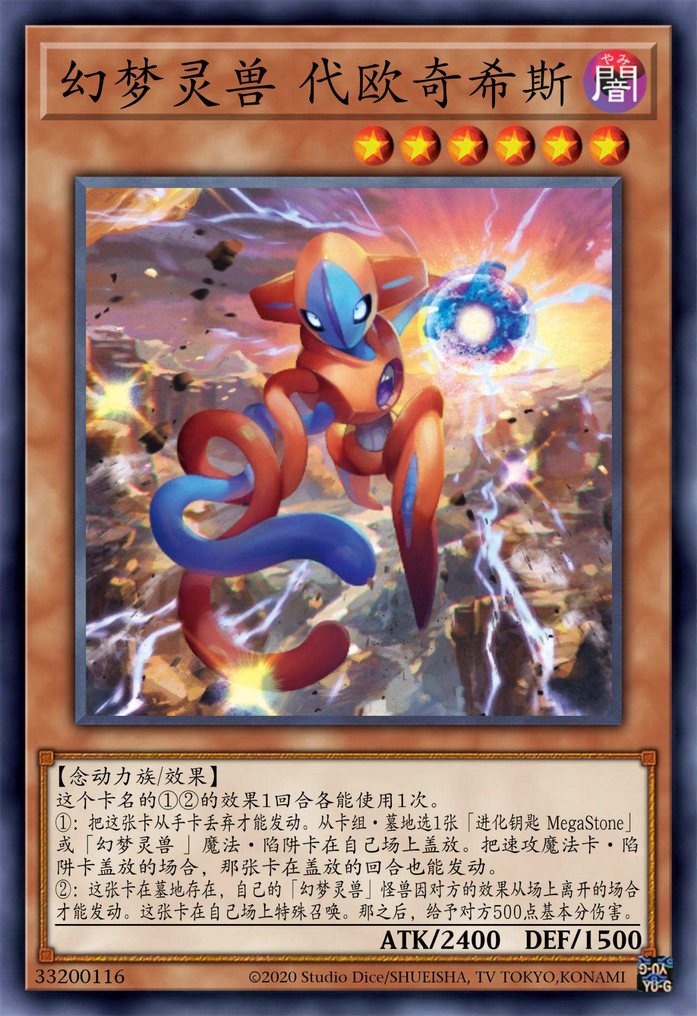 幻梦灵兽 代欧奇希斯
やみ
闇
【念动力族/效果】
这个卡名的①②的效果1回合各能使用1次。
①：把这张卡从手卡丢弃才能发动。从卡组·墓地选1张「进化钥匙 MegaStone」
或「幻梦灵兽 」魔法·陷阱卡在自己场上盖放。把速攻魔法卡·陷
阱卡盖放的场合，那张卡在盖放的回合也能发动。
②：这张卡在墓地存在，自己的「幻梦灵兽」怪兽因对方的效果从场上离开的场合
才能发动。这张卡在自己场上特殊召唤。那之后，给予对方500点基本分伤害。
ATK/2400 DEF/1500
33200116 ©2020 Studio Dice/SHUEISHA, TV TOKYO,KONAMI
YU-G
YU-G